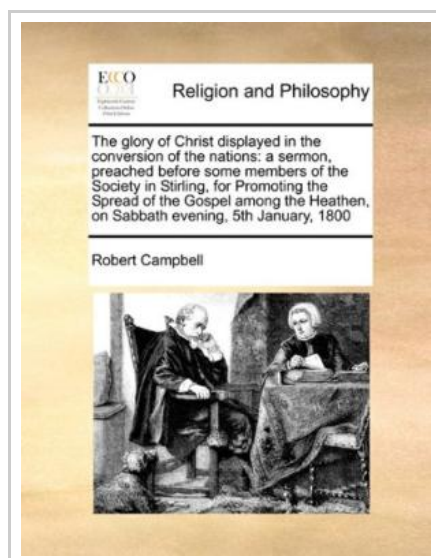 ECCO
Religion and Philosophy
The glory of Christ displayed in the
conversion of the nations: a sermon,
preached before some members of the
Society in Stirling, for Promoting the
Spread of the Gospel among the Heathen,
on Sabbath evening, 5th January, 1800
Robert Campbell